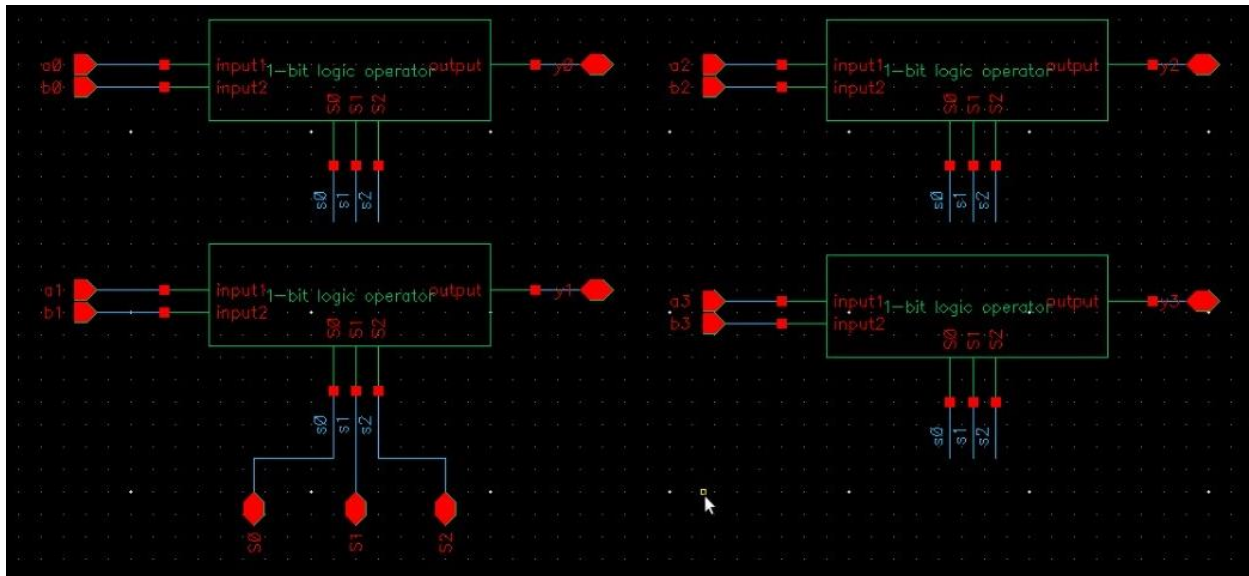 a0 input1 1-bit logic operator output y0
b0 input2
S0 S1 S2
s0 s1 s2
a2 input1 1-bit logic operator output y2
b2 input2
S0 S1 S2
s0 s1 s2
a1 input1 1-bit logic operator output y1
b1 input2
S0 S1 S2
s0 s1 s2
S0 S1 S2
a3 input1 1-bit logic operator output y3
b3 input2
S0 S1 S2
s0 s1 s2